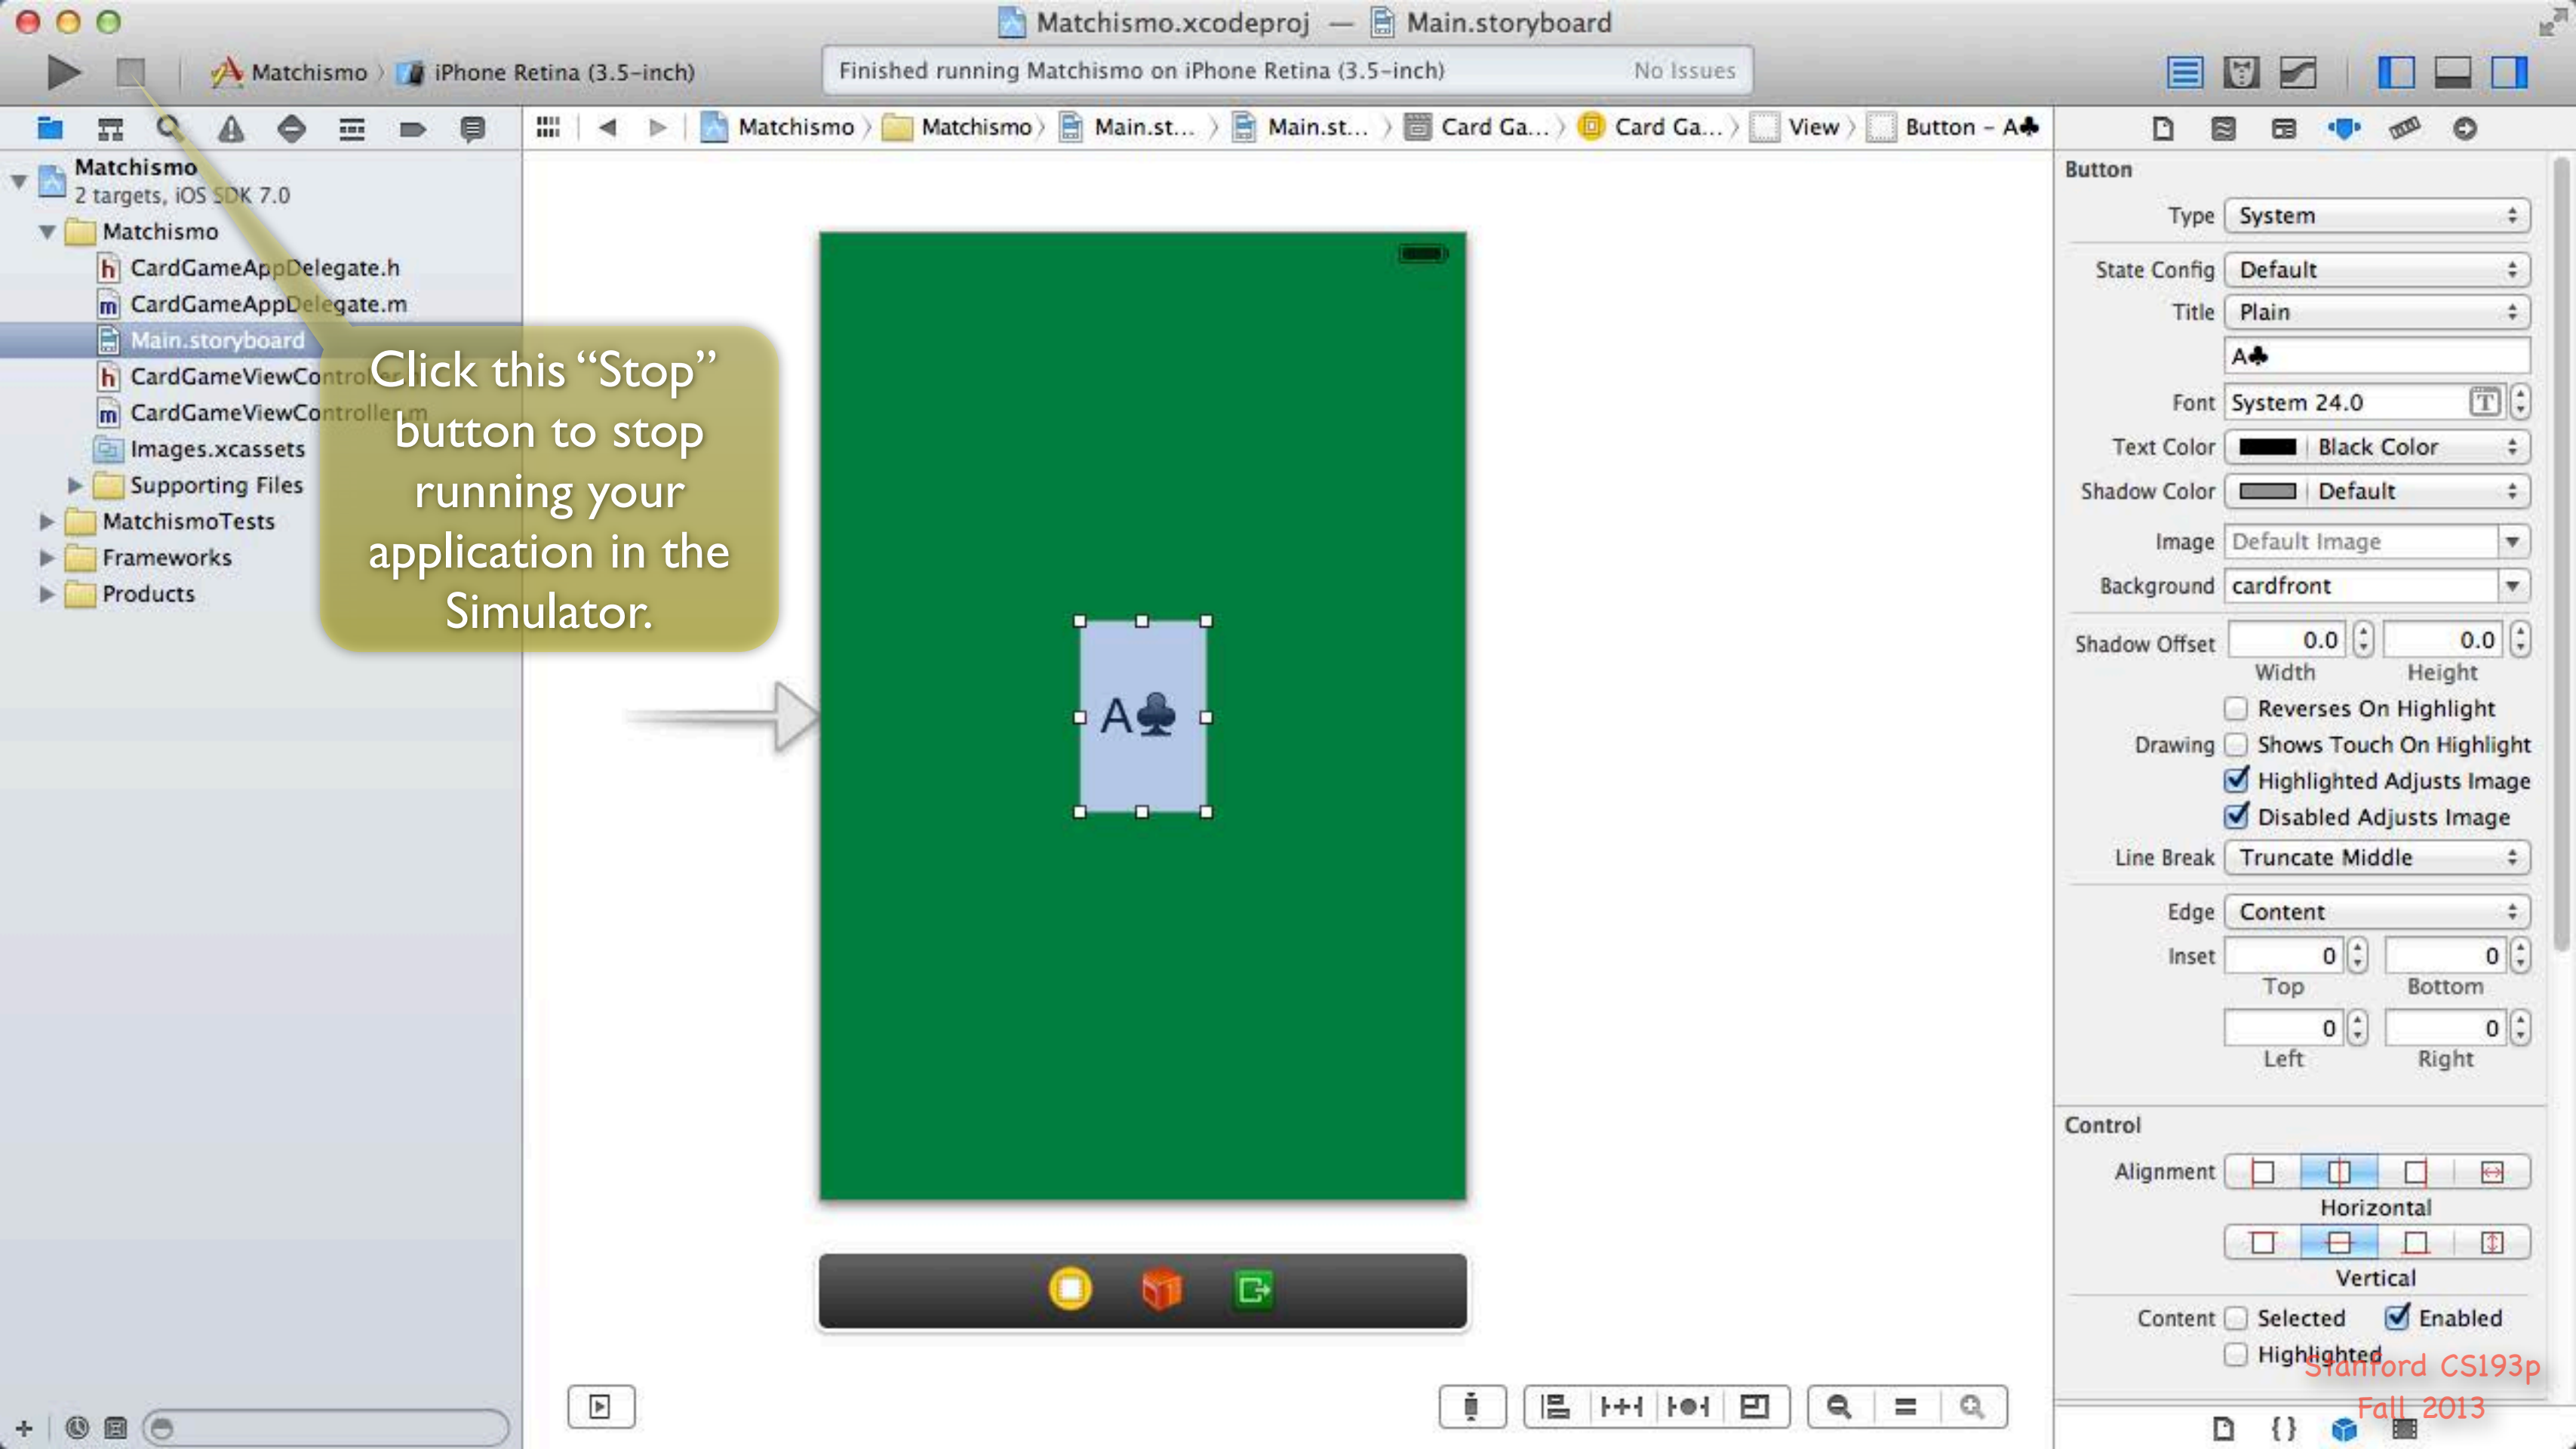 Matchismo.xcodeproj — Main.storyboard
Matchismo
iPhone Retina (3.5-inch)
Finished running Matchismo on iPhone Retina (3.5-inch)
No Issues
Matchismo
Matchismo
Main.st...
Main.st...
Card Ga...
Card Ga...
View
Button - A♣
Matchismo
2 targets, iOS SDK 7.0
Matchismo
h CardGameAppDelegate.h
m CardGameAppDelegate.m
Main.storyboard
h CardGameViewController
m CardGameViewController.m
Images.xcassets
Supporting Files
MatchismoTests
Frameworks
Products
Click this “Stop”
button to stop
running your
application in the
Simulator.
A♣
Button
Type System
State Config Default
Title Plain
A♣
Font System 24.0 T
Text Color Black Color
Shadow Color Default
Image Default Image
Background cardfront
Shadow Offset 0.0 0.0
Width Height
Reverses On Highlight
Drawing Shows Touch On Highlight
Highlighted Adjusts Image
Disabled Adjusts Image
Line Break Truncate Middle
Edge Content
Inset 0 0
Top Bottom
0 0
Left Right
Control
Alignment
Horizontal
Vertical
Content Selected Enabled
Highlighted
Stanford CS193p
Fall 2013